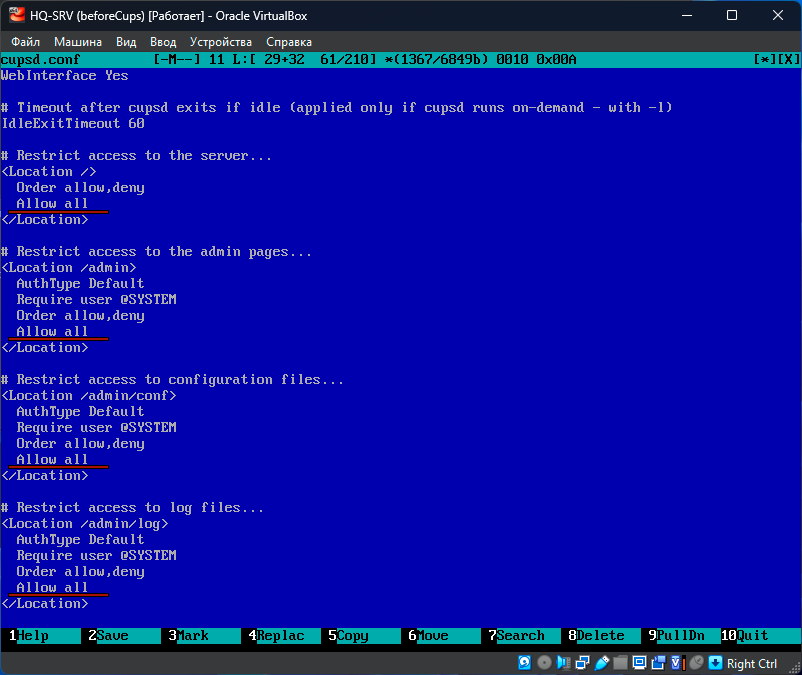 HQ-SRV (beforeCups) [Работает] - Oracle VirtualBox
Файл Машина Вид Ввод Устройства Справка
cupsd.conf [-M--] 11 L:[ 29+32 61/210] *(1367/6849b) 0010 0x00A [*][X]
WebInterface Yes
# Timeout after cupsd exits if idle (applied only if cupsd runs on-demand - with -l)
IdleExitTimeout 60
# Restrict access to the server...
<Location />
Order allow,deny
Allow all
</Location>
# Restrict access to the admin pages...
<Location /admin>
AuthType Default
Require user @SYSTEM
Order allow,deny
Allow all
</Location>
# Restrict access to configuration files...
<Location /admin/conf>
AuthType Default
Require user @SYSTEM
Order allow,deny
Allow all
</Location>
# Restrict access to log files...
<Location /admin/log>
AuthType Default
Require user @SYSTEM
Order allow,deny
Allow all
</Location>
1Help 2Save 3Mark 4Replac 5Copy 6Move 7Search 8Delete 9PullDn 10Quit
Right Ctrl